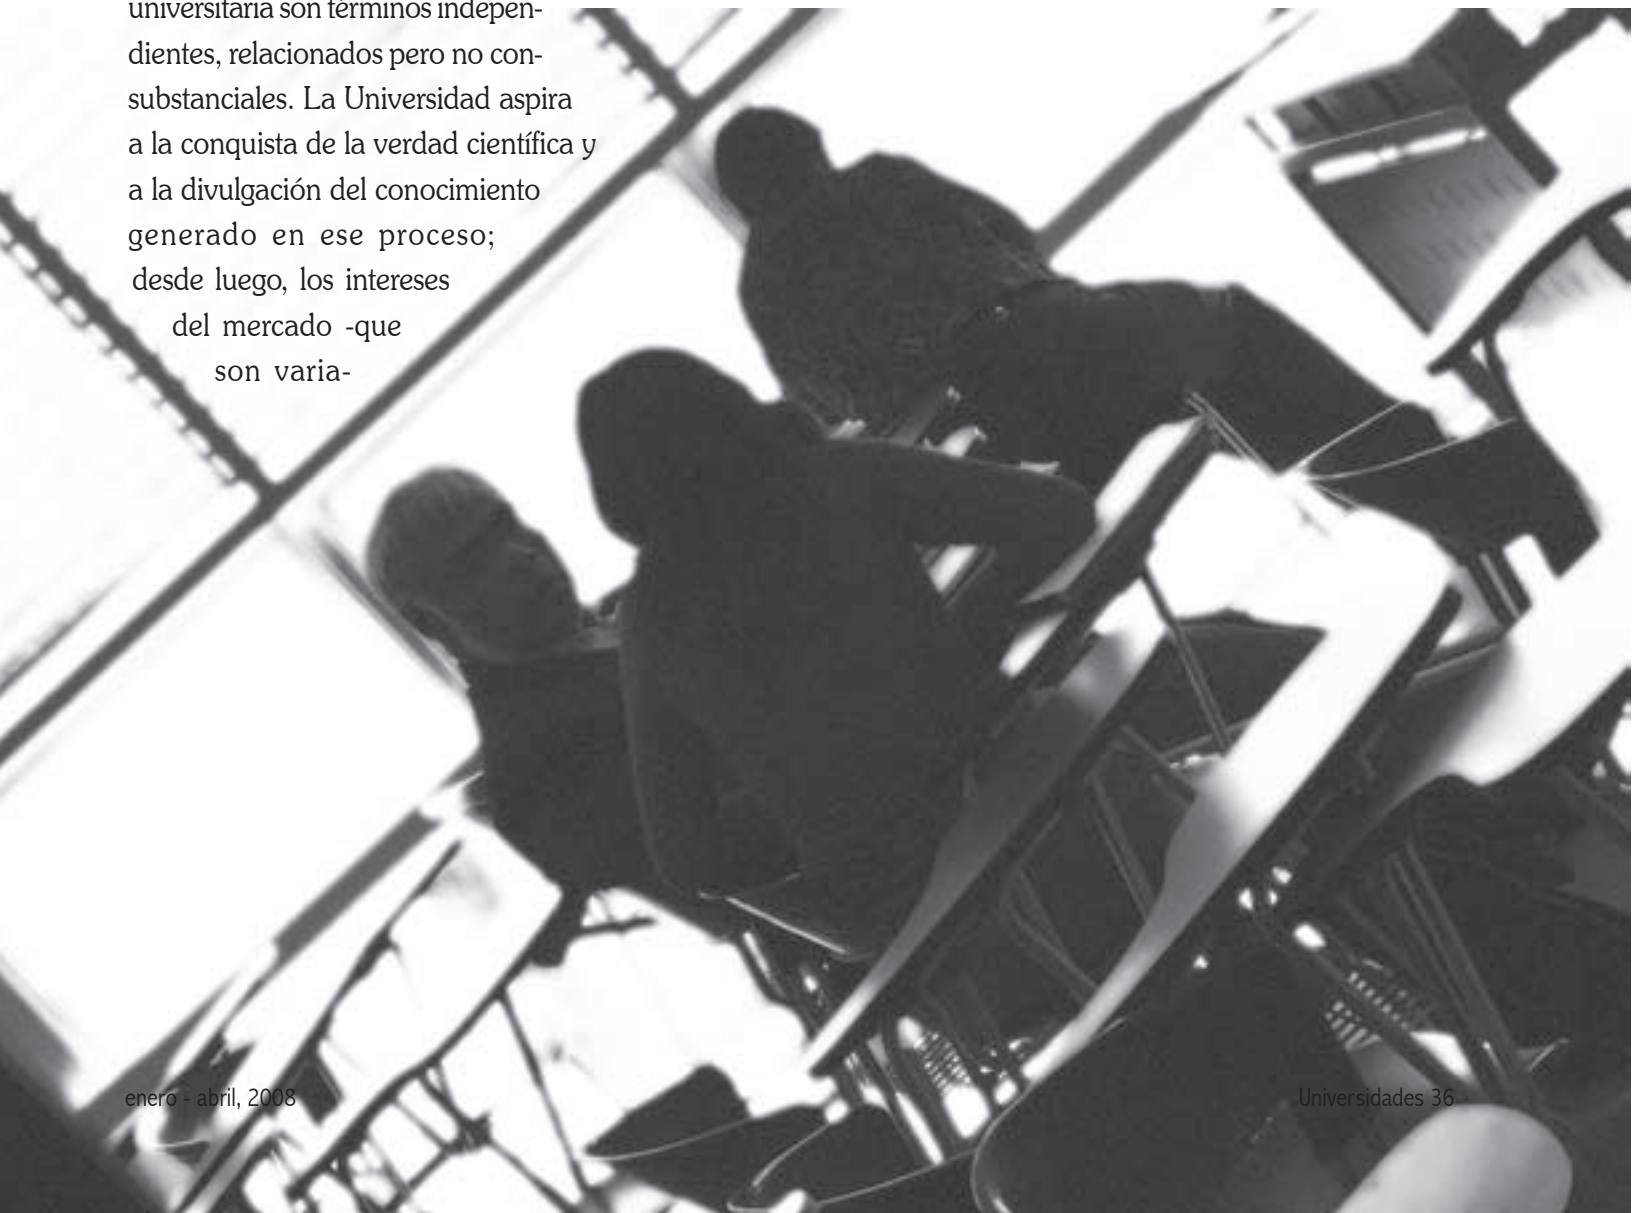 universitaria son términos indepen-
dientes, relacionados pero no con-
substanciales. La Universidad aspira
a la conquista de la verdad científica y
a la divulgación del conocimiento
generado en ese proceso;
desde luego, los intereses
del mercado -que
son varia-
enero - abril, 2008
Universidades 36